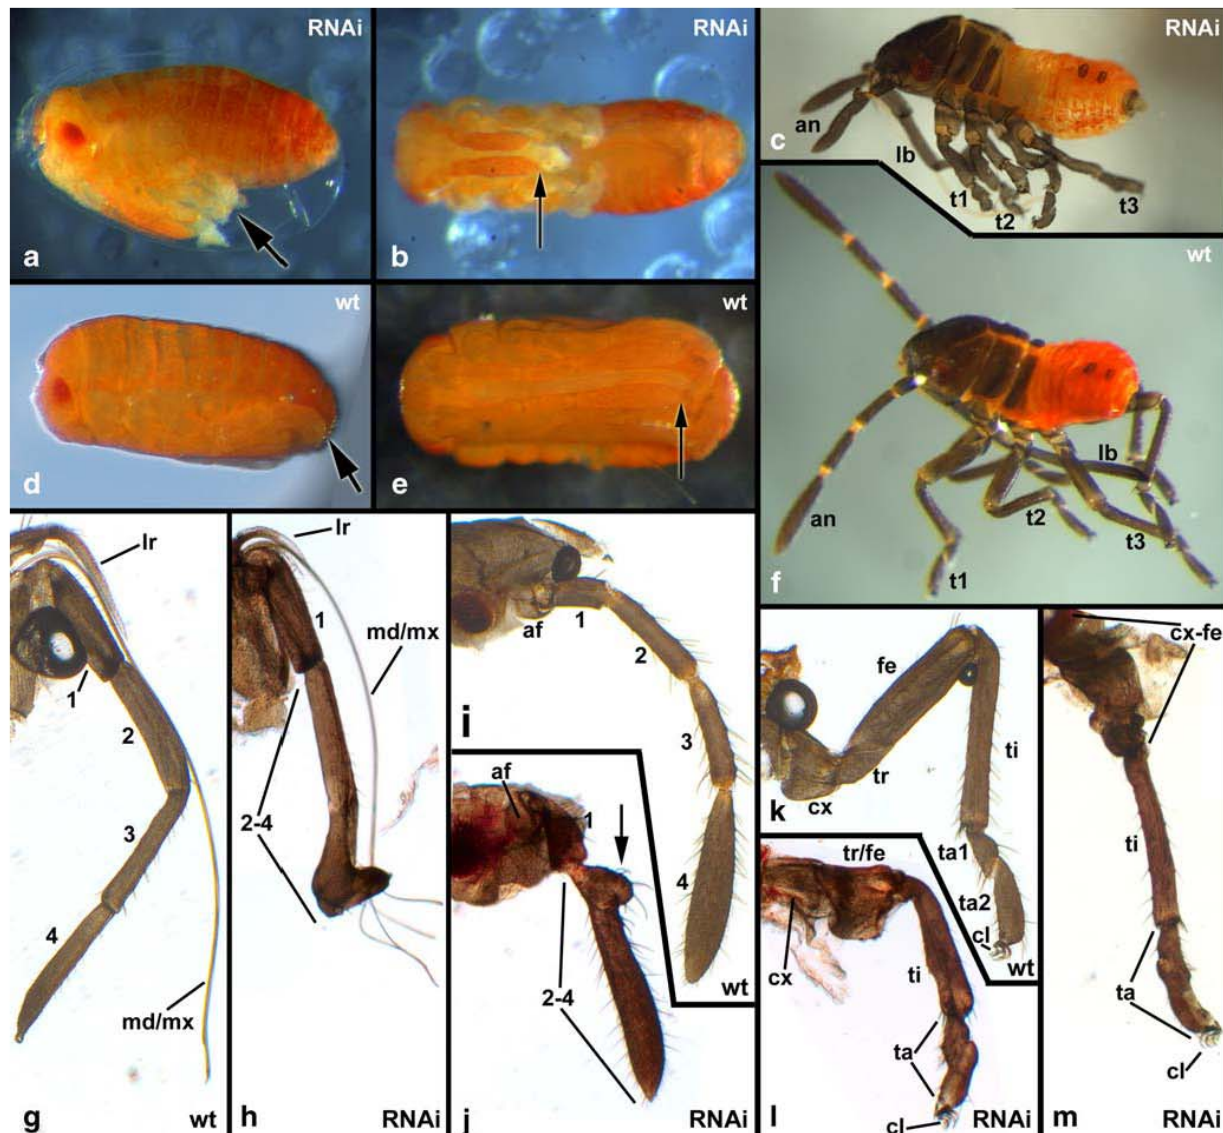 RNAi
a
RNAi
b
RNAi
an
lb
t1
t2
t3
c
wt
d
wt
e
wt
an
lb
t1
t2
t3
f
lr
1
2
3
4
md/mx
g
wt
lr
1
md/mx
2-4
h
RNAi
af
1
2
3
4
i
wt
af
1
2-4
j
RNAi
fe
cx
tr
ti
ta1
ta2
cl
k
wt
tr/fe
cx
ti
ta
cl
l
RNAi
cx-fe
ti
ta
cl
m
RNAi